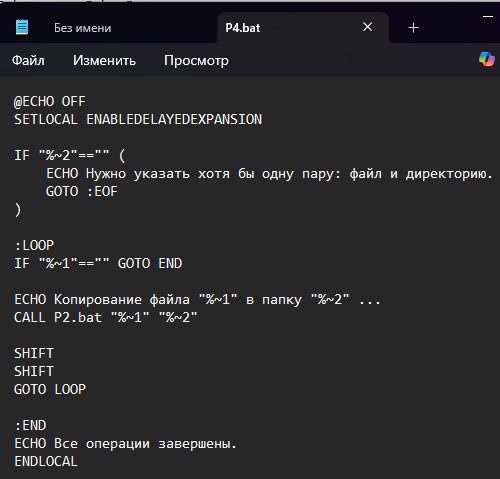 Без имени
P4.bat
Файл
Изменить
Просмотр
@ECHO OFF
SETLOCAL ENABLEDELAYEDEXPANSION
IF "%~2"=="" (
ECHO Нужно указать хотя бы одну пару: файл и директорию.
GOTO :EOF
)
:LOOP
IF "%~1"=="" GOTO END
ECHO Копирование файла "%~1" в папку "%~2" ...
CALL P2.bat "%~1" "%~2"
SHIFT
SHIFT
GOTO LOOP
:END
ECHO Все операции завершены.
ENDLOCAL